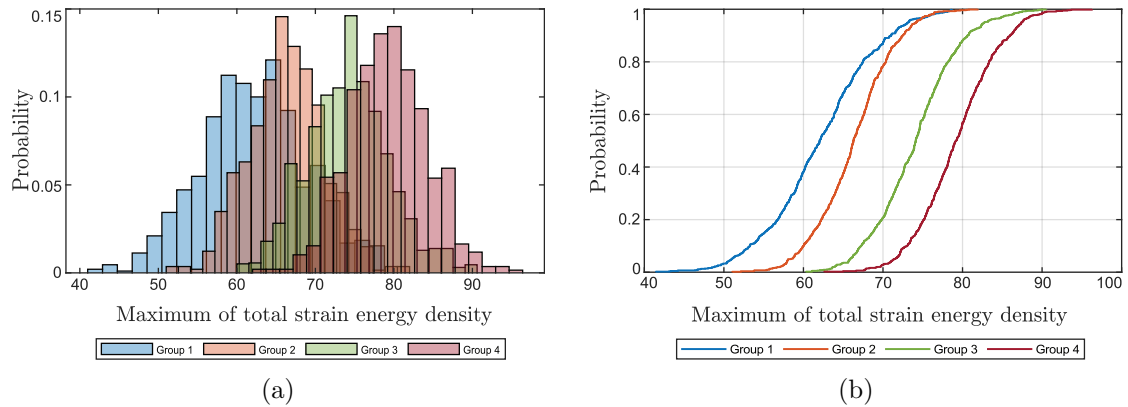 0.15
0.1
0.05
0
Probability
40 50 60 70 80 90
Maximum of total strain energy density
Group 1 Group 2 Group 3 Group 4
(a)
1
0.8
0.6
0.4
0.2
0
Probability
40 50 60 70 80 90 100
Maximum of total strain energy density
Group 1 Group 2 Group 3 Group 4
(b)